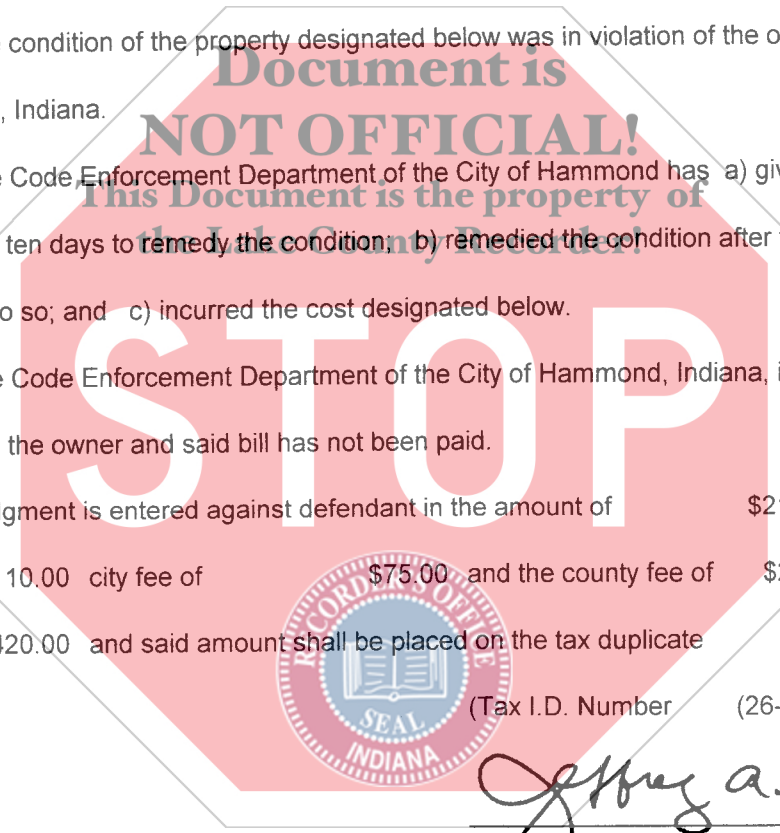 condition of the property designated below was in violation of the o
Document is
, Indiana.
NOT OFFICIAL!
Code Enforcement Department of the City of Hammond has a) giv
This Document is the property of
ten days to remedy the condition; b) remedied the condition after
the Lake County Recorder!
o so; and c) incurred the cost designated below.
STOP
Code Enforcement Department of the City of Hammond, Indiana, i
the owner and said bill has not been paid.
gment is entered against defendant in the amount of $2
10.00 city fee of $75.00 and the county fee of $
420.00 and said amount shall be placed on the tax duplicate
RECORDER'S OFFICE
SEAL
INDIANA
(Tax I.D. Number (26-
Jeffrey a.